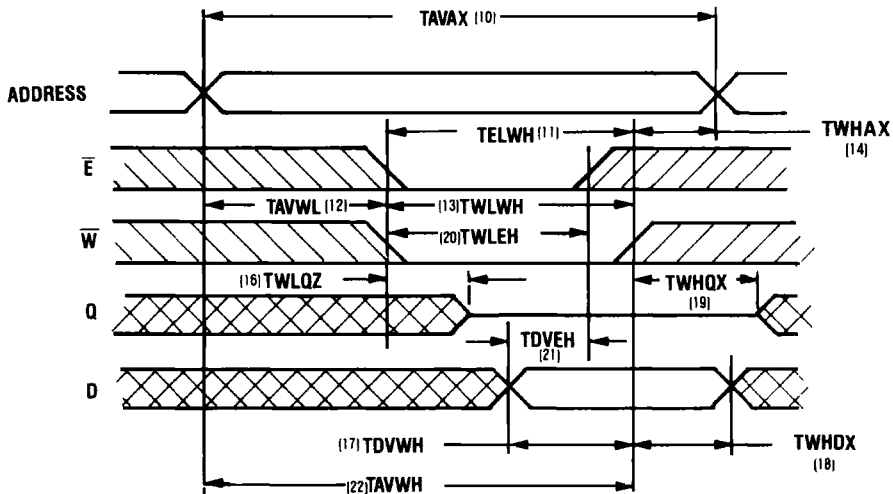 TAVAX (10)
ADDRESS
TELWH (11)
TWHAX
(14)
E
TAVWL (12)
(13) TWLWH
W
(20) TWLEH
(16) TWLQZ
TWHQX
(19)
Q
TDVEH
(21)
D
(17) TDVWH
TWHDX
(18)
(22) TAVWH